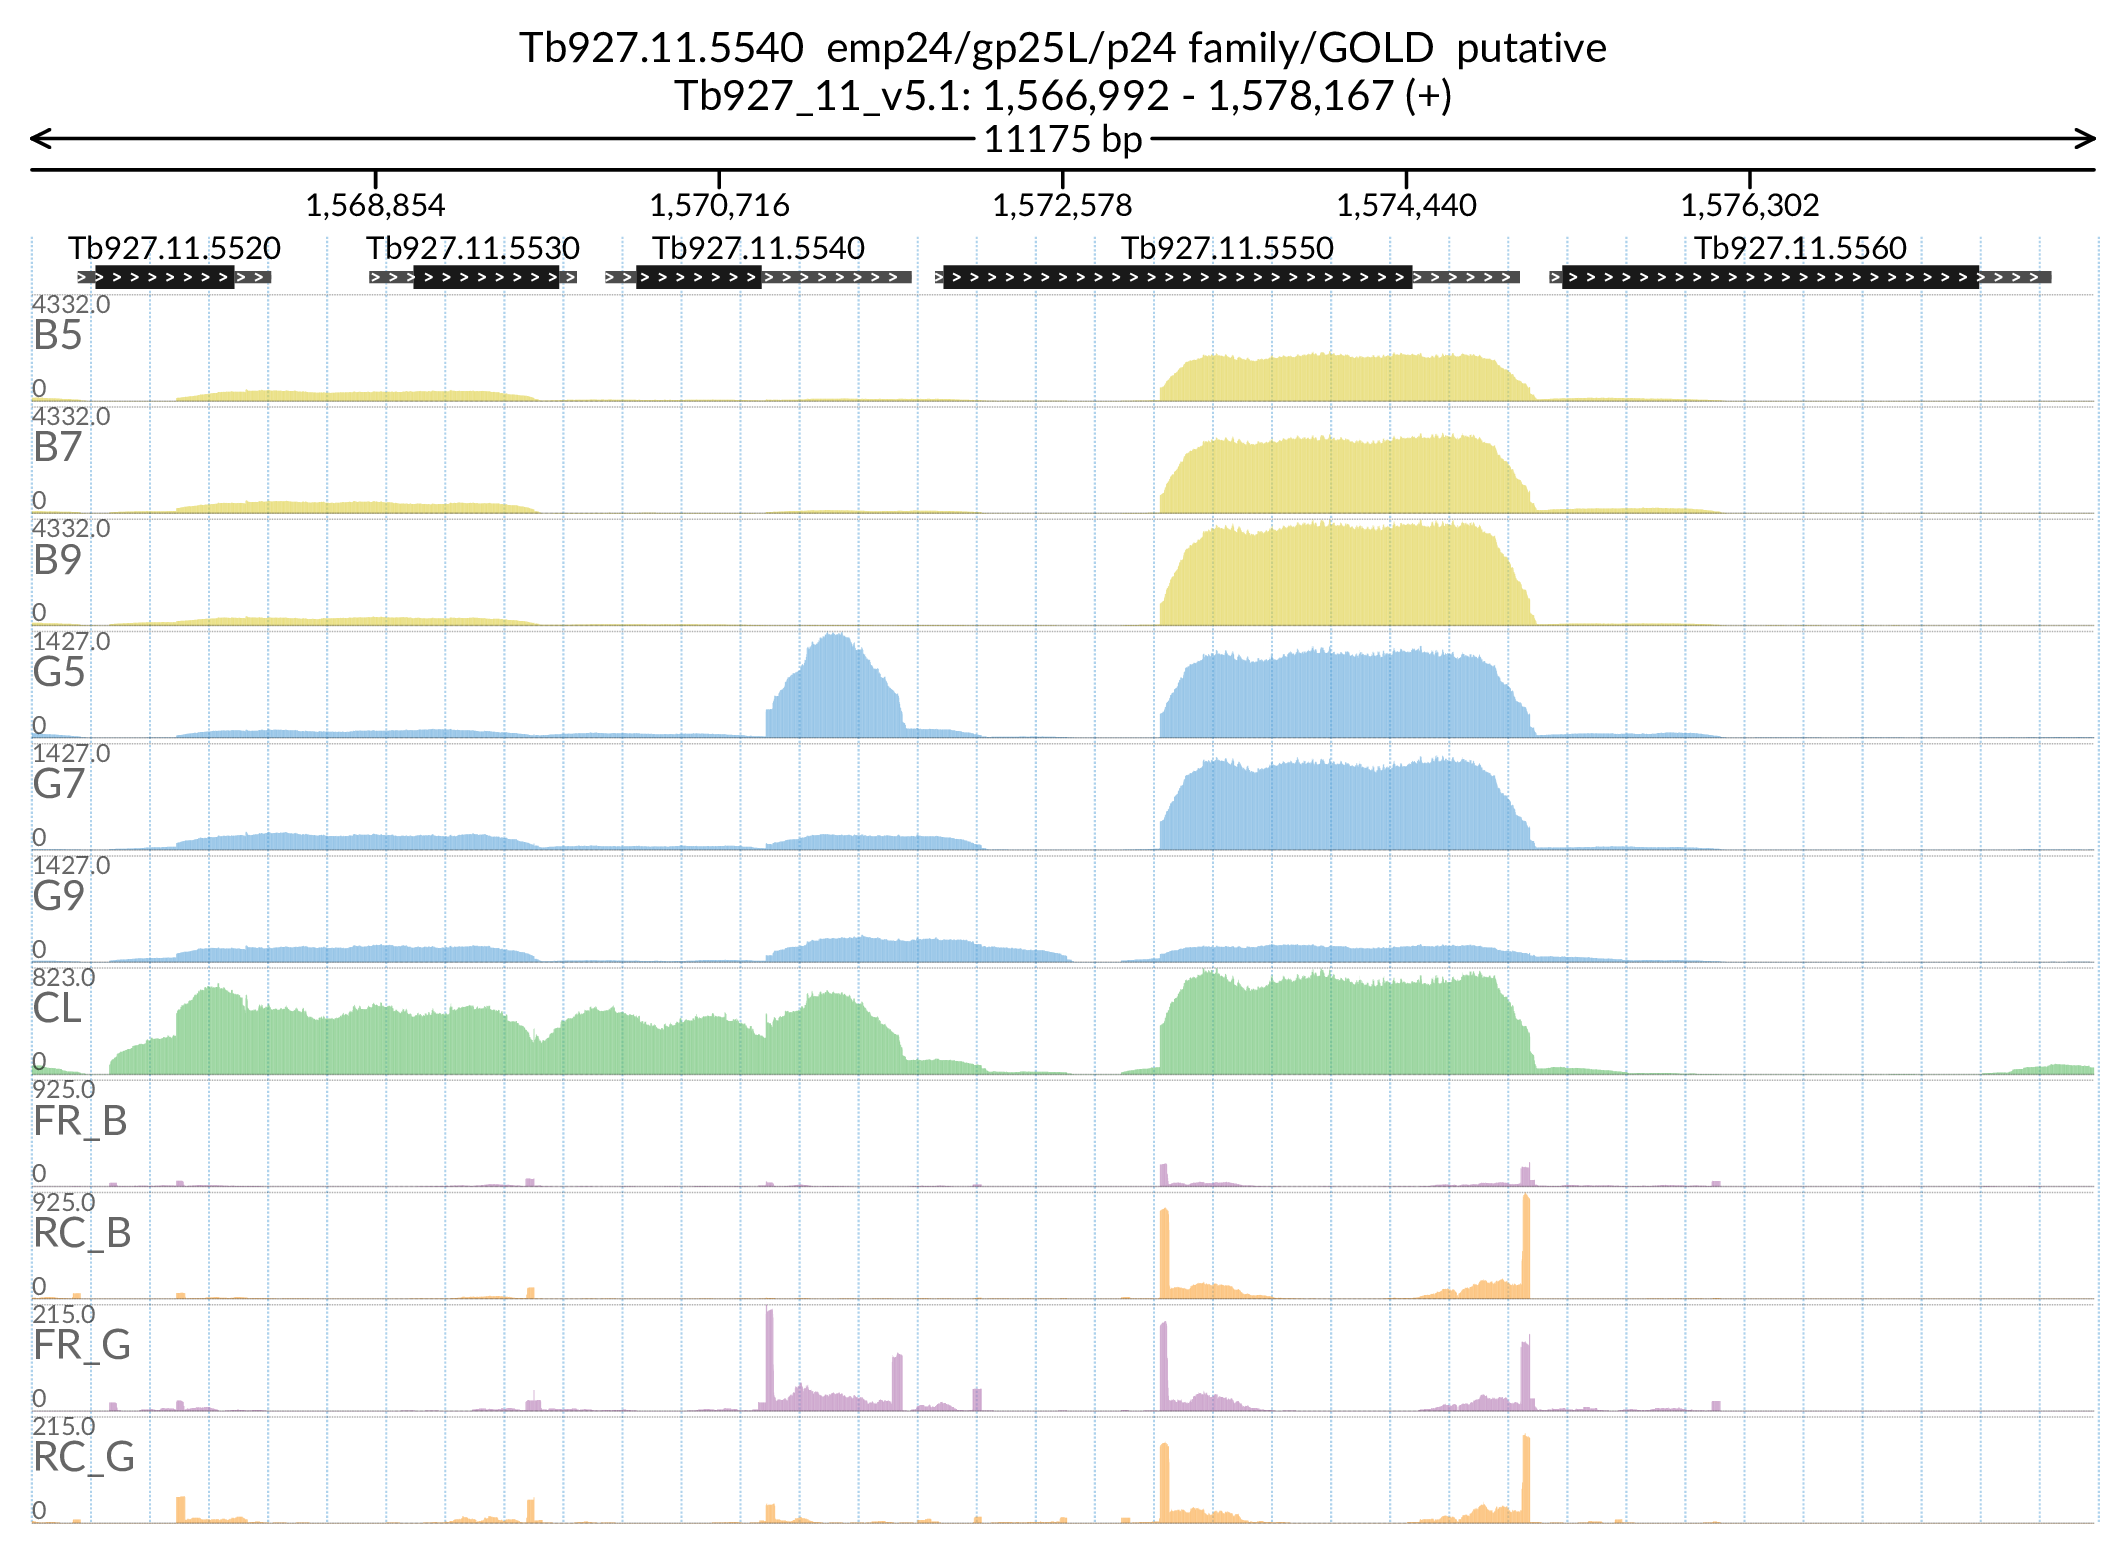 Tb927.11.5540  emp24/gp25L/p24 family/GOLD  putative
Tb927_11_v5.1: 1,566,992 - 1,578,167 (+)
11175 bp
1,568,854 1,570,716 1,572,578 1,574,440 1,576,302
Tb927.11.5520 Tb927.11.5530 Tb927.11.5540 Tb927.11.5550 Tb927.11.5560
4332.0
B5
0
4332.0
B7
0
4332.0
B9
0
1427.0
G5
0
1427.0
G7
0
1427.0
G9
0
823.0
CL
0
925.0
FR_B
0
925.0
RC_B
0
215.0
FR_G
0
215.0
RC_G
0